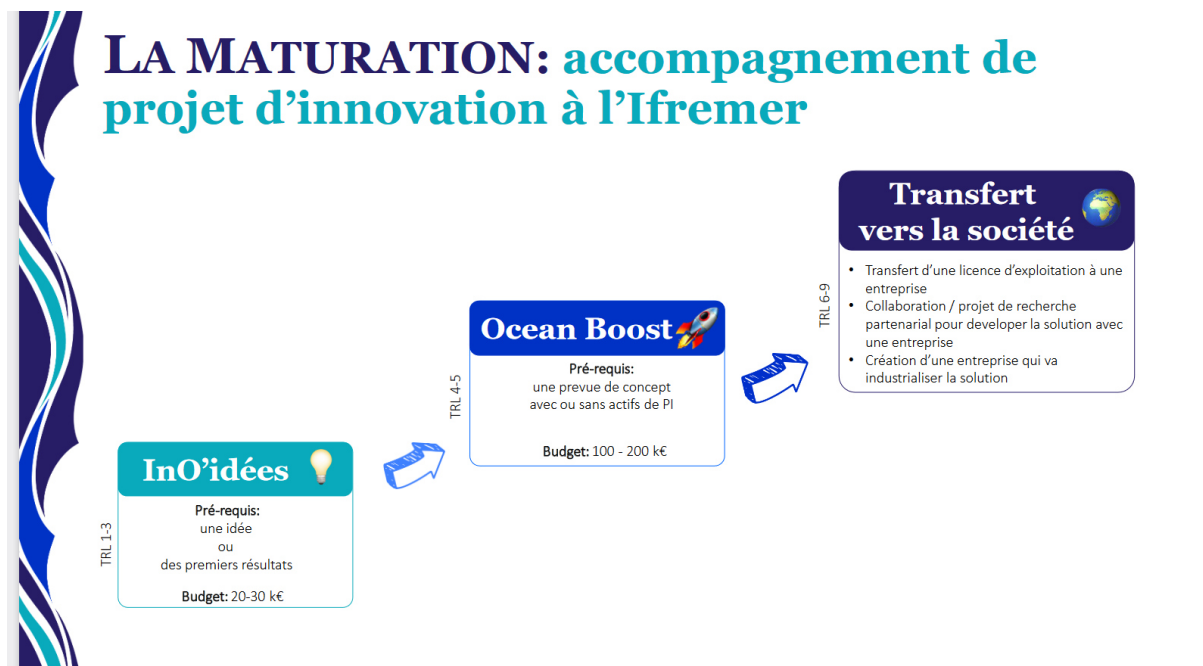 LA MATURATION: accompagnement de
projet d’innovation à l’Ifremer
TRL 1-3
InO’idées
Pré-requis:
une idée
ou
des premiers résultats
Budget: 20-30 k€
TRL 4-5
Ocean Boost
Pré-requis:
une prevue de concept
avec ou sans actifs de PI
Budget: 100 - 200 k€
TRL 6-9
Transfert
vers la société
• Transfert d’une licence d’exploitation à une
entreprise
• Collaboration / projet de recherche
partenarial pour developer la solution avec
une entreprise
• Création d’une entreprise qui va
industrialiser la solution